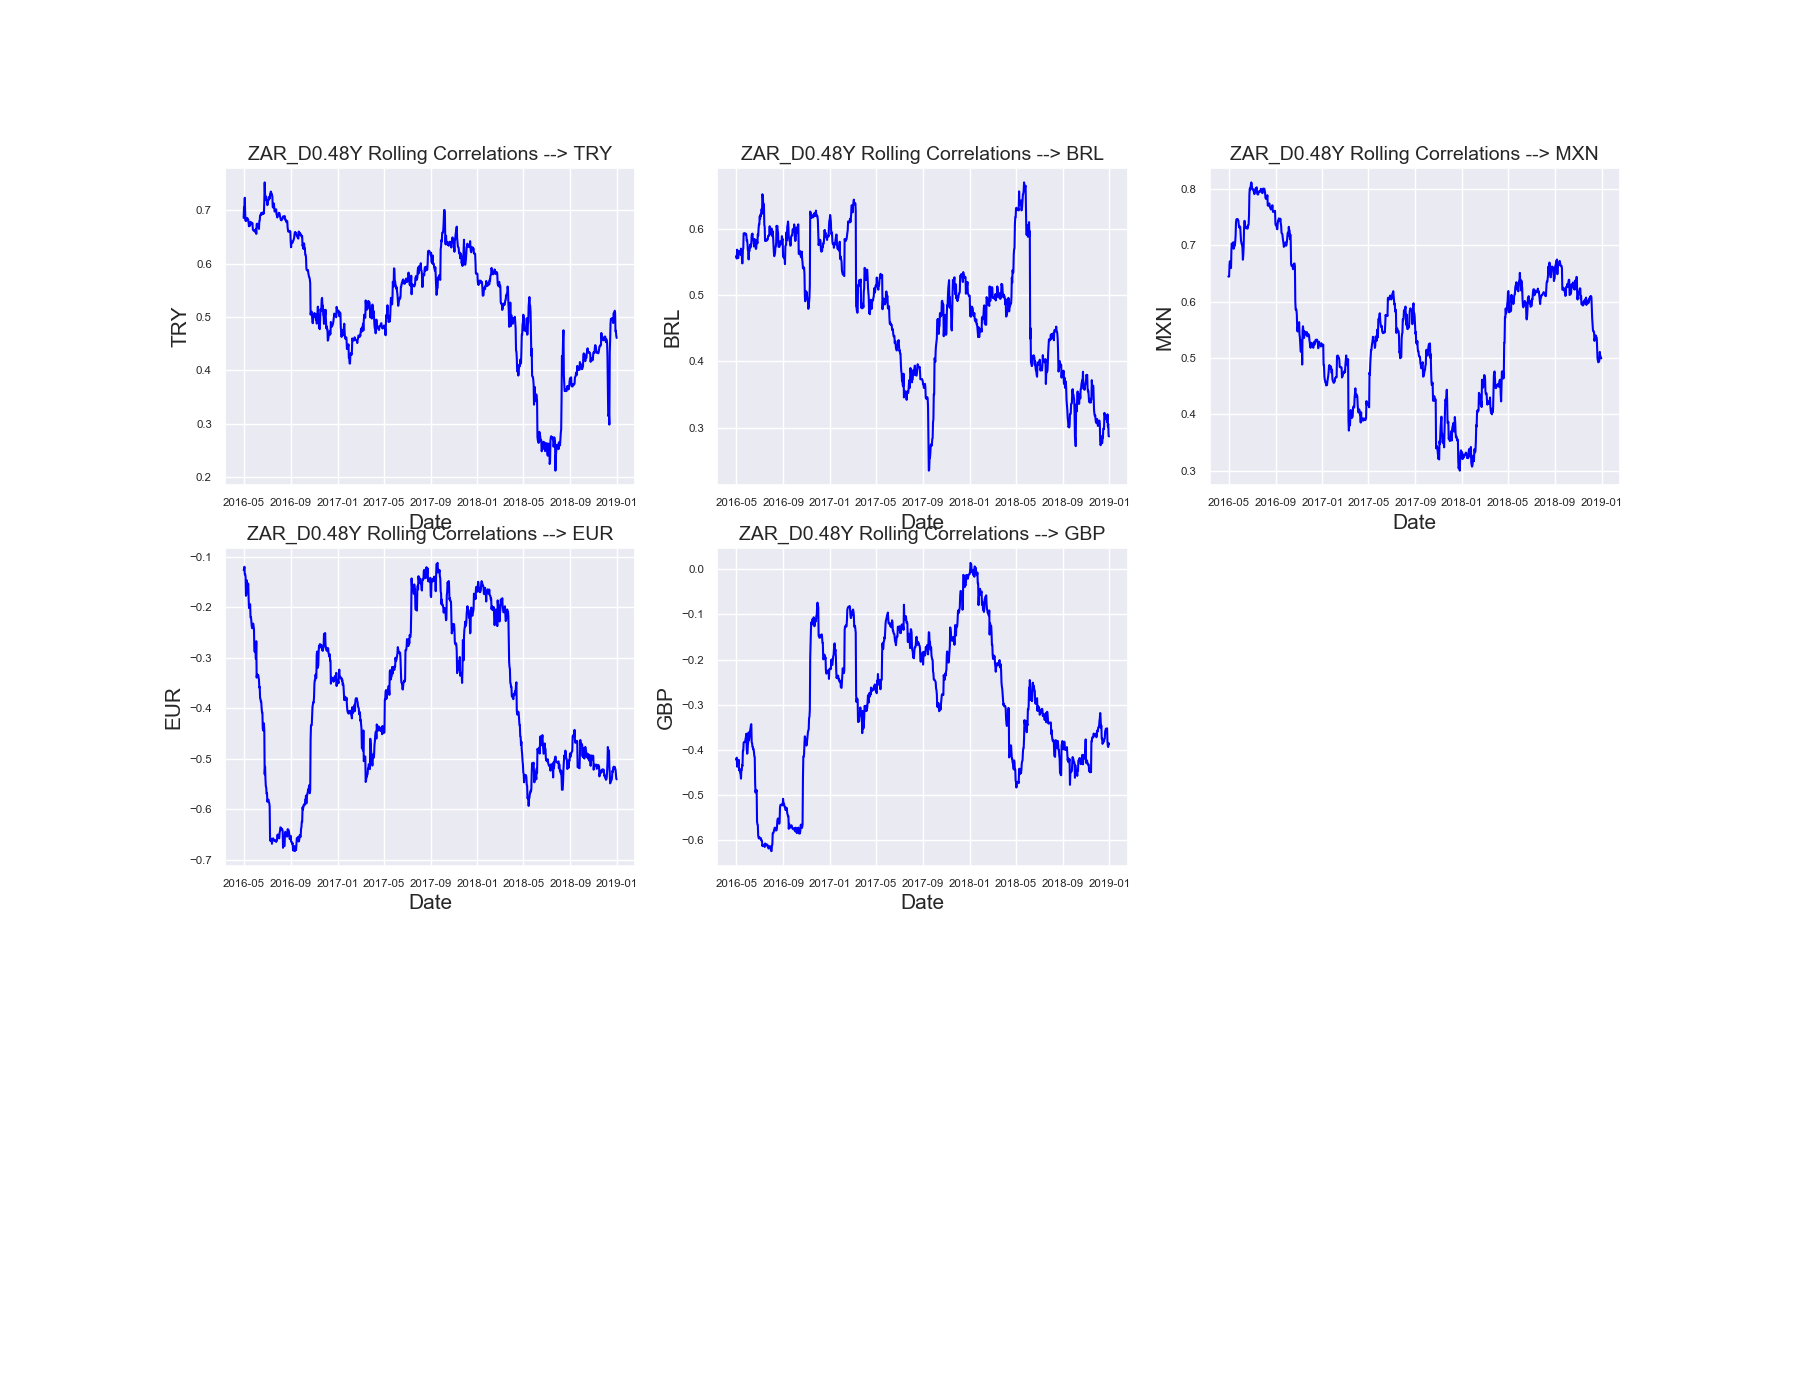 ZAR_D0.48Y Rolling Correlations --> TRY
0.7
0.6
0.5
0.4
0.3
0.2
TRY
2016-05 2016-09 2017-01 2017-05 2017-09 2018-01 2018-05 2018-09 2019-01
Date
ZAR_D0.48Y Rolling Correlations --> BRL
0.6
0.5
0.4
0.3
BRL
2016-05 2016-09 2017-01 2017-05 2017-09 2018-01 2018-05 2018-09 2019-01
Date
ZAR_D0.48Y Rolling Correlations --> MXN
0.8
0.7
0.6
0.5
0.4
0.3
MXN
2016-05 2016-09 2017-01 2017-05 2017-09 2018-01 2018-05 2018-09 2019-01
Date
ZAR_D0.48Y Rolling Correlations --> EUR
−0.1
−0.2
−0.3
−0.4
−0.5
−0.6
−0.7
EUR
2016-05 2016-09 2017-01 2017-05 2017-09 2018-01 2018-05 2018-09 2019-01
Date
ZAR_D0.48Y Rolling Correlations --> GBP
0.0
−0.1
−0.2
−0.3
−0.4
−0.5
−0.6
GBP
2016-05 2016-09 2017-01 2017-05 2017-09 2018-01 2018-05 2018-09 2019-01
Date